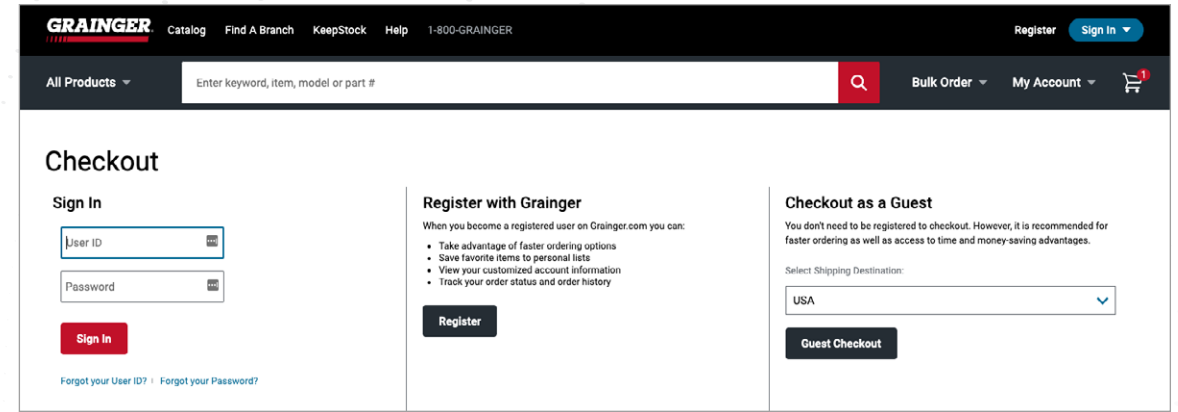 GRAINGER. Catalog Find A Branch KeepStock Help 1-800-GRAINGER Register Sign In
All Products Enter keyword, item, model or part # Bulk Order My Account 1
Checkout
Sign In
User ID
Password
Sign In
Forgot your User ID? | Forgot your Password?
Register with Grainger
When you become a registered user on Grainger.com you can:
• Take advantage of faster ordering options
• Save favorite items to personal lists
• View your customized account information
• Track your order status and order history
Register
Checkout as a Guest
You don't need to be registered to checkout. However, it is recommended for
faster ordering as well as access to time and money-saving advantages.
Select Shipping Destination:
USA
Guest Checkout